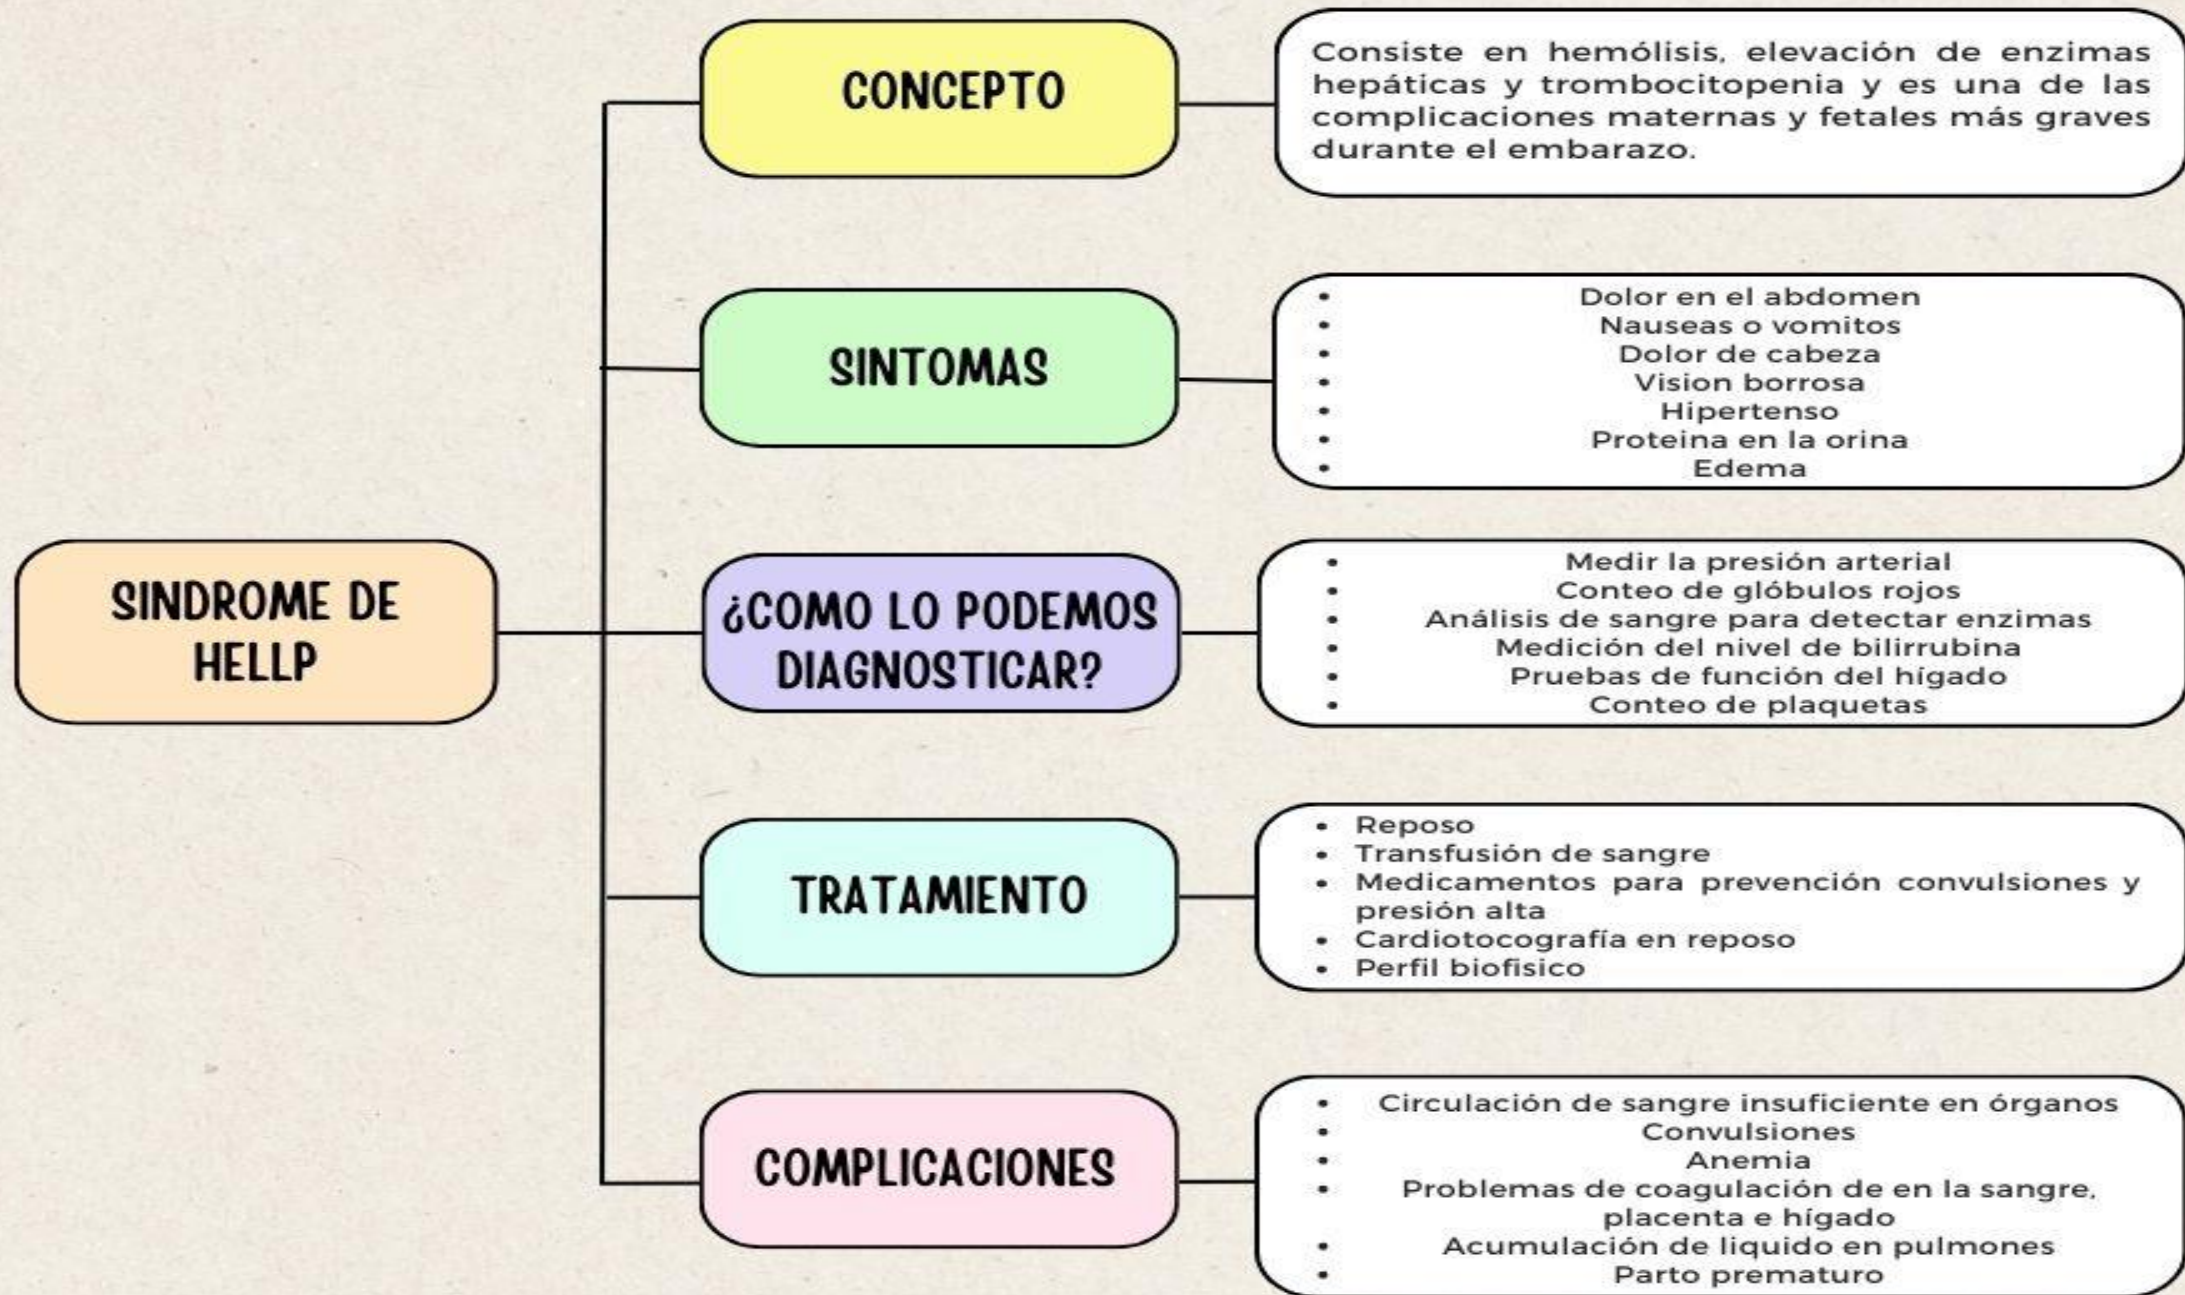 CONCEPTO
Consiste en hemólisis, elevación de enzimas
hepáticas y trombocitopenia y es una de las
complicaciones maternas y fetales más graves
durante el embarazo.
SINTOMAS
• Dolor en el abdomen
• Nauseas o vomitos
• Dolor de cabeza
• Vision borrosa
• Hipertenso
• Proteina en la orina
• Edema
SINDROME DE
HELLP
¿COMO LO PODEMOS
DIAGNOSTICAR?
• Medir la presión arterial
• Conteo de glóbulos rojos
• Análisis de sangre para detectar enzimas
• Medición del nivel de bilirrubina
• Pruebas de función del hígado
• Conteo de plaquetas
TRATAMIENTO
• Reposo
• Transfusión de sangre
• Medicamentos para prevención convulsiones y
presión alta
• Cardiotocografía en reposo
• Perfil biofisico
COMPLICACIONES
• Circulación de sangre insuficiente en órganos
• Convulsiones
• Anemia
• Problemas de coagulación de en la sangre,
placenta e hígado
• Acumulación de liquido en pulmones
• Parto prematuro